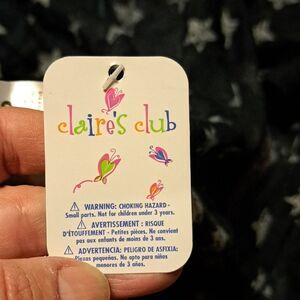 claire's club
WARNING: CHOKING HAZARD -
Small parts. Not for children under 3 years.
AVERTISSEMENT : RISQUE
D'ÉTOUFFEMENT - Petites pièces. Ne convient
pas aux enfants de moins de 3 ans.
ADVERTENCIA: PELIGRO DE ASFIXIA:
Piezas pequeñas. No apto para niños
menores de 3 años.